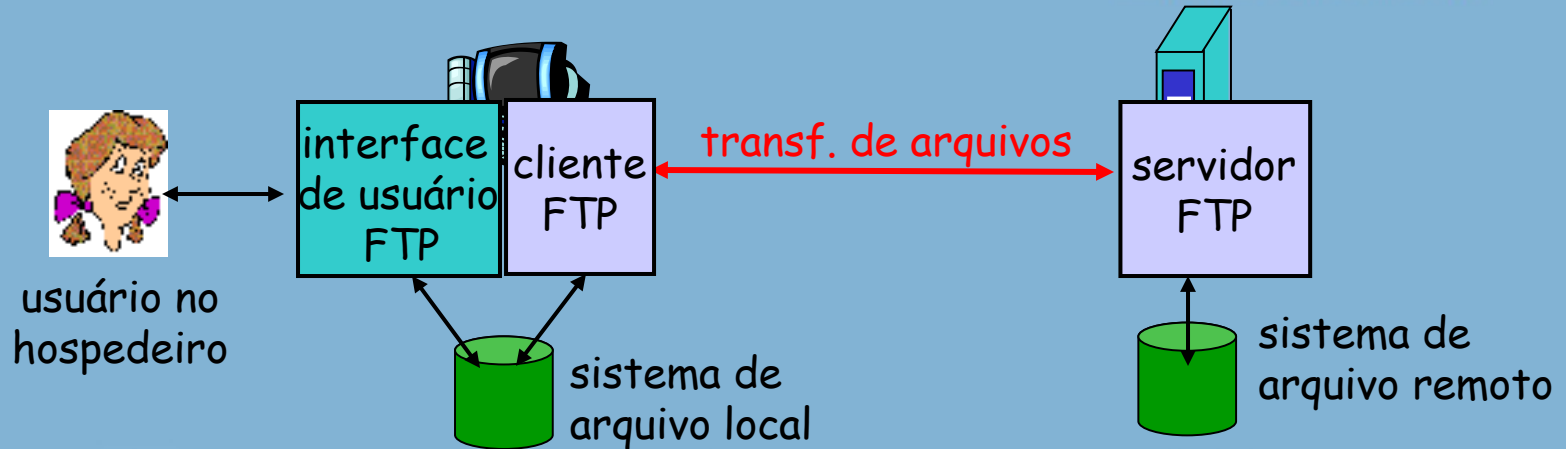 usuário no
hospedeiro
interface
de usuário
FTP
cliente
FTP
transf. de arquivos
servidor
FTP
sistema de
arquivo local
sistema de
arquivo remoto